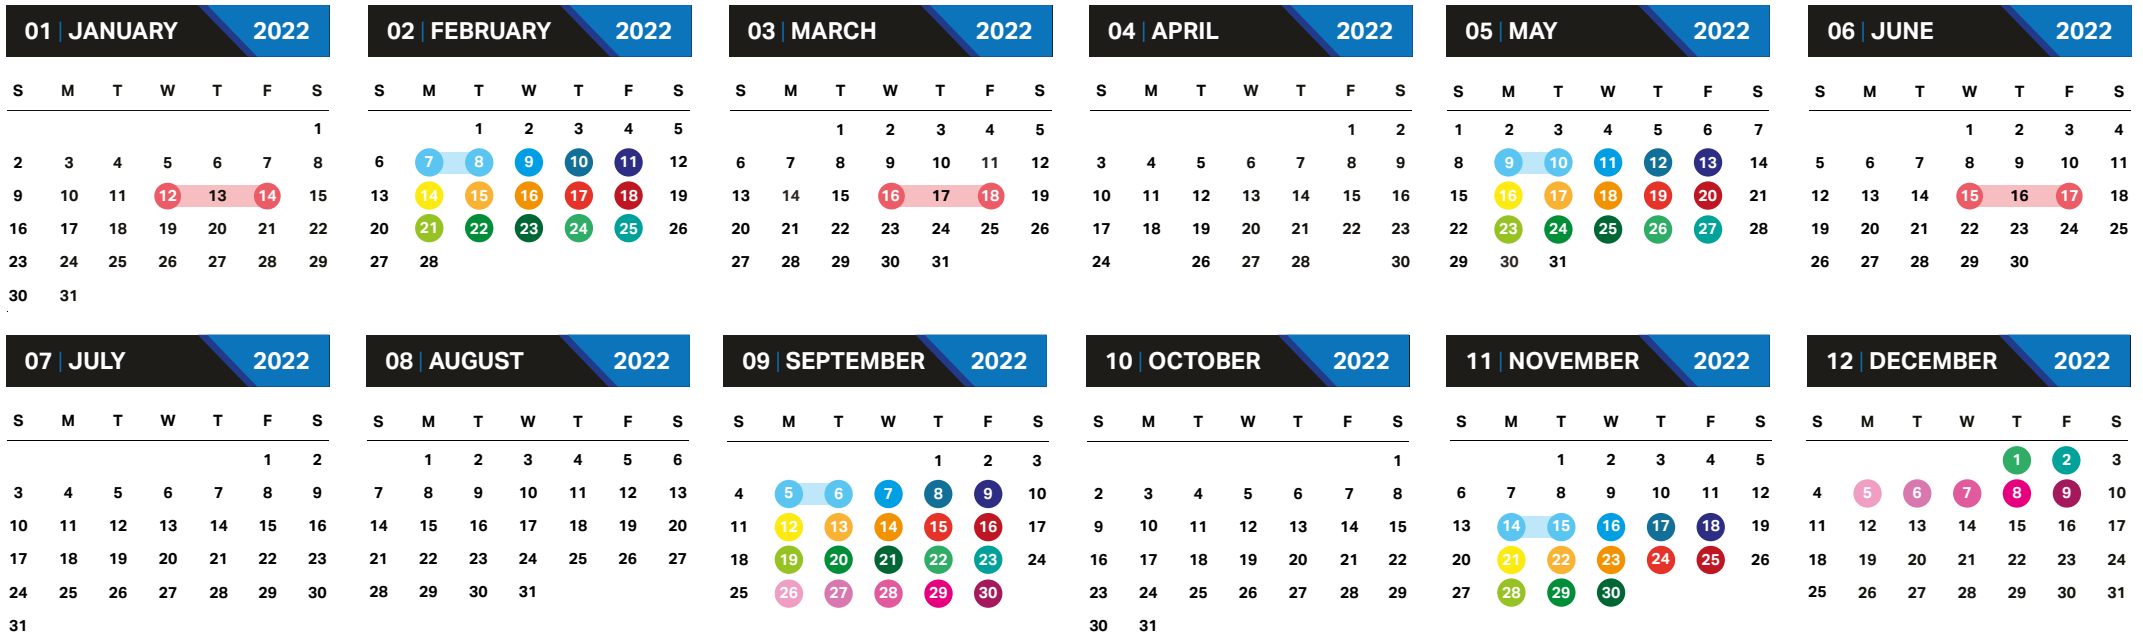 01 | JANUARY 2022
S M T W T F S
1
2 3 4 5 6 7 8
9 10 11 12 13 14 15
16 17 18 19 20 21 22
23 24 25 26 27 28 29
30 31
02 | FEBRUARY 2022
S M T W T F S
1 2 3 4 5
6 7 8 9 10 11 12
13 14 15 16 17 18 19
20 21 22 23 24 25 26
27 28
03 | MARCH 2022
S M T W T F S
1 2 3 4 5
6 7 8 9 10 11 12
13 14 15 16 17 18 19
20 21 22 23 24 25 26
27 28 29 30 31
04 | APRIL 2022
S M T W T F S
1 2
3 4 5 6 7 8 9
10 11 12 13 14 15 16
17 18 19 20 21 22 23
24 26 27 28 30
05 | MAY 2022
S M T W T F S
1 2 3 4 5 6 7
8 9 10 11 12 13 14
15 16 17 18 19 20 21
22 23 24 25 26 27 28
29 30 31
06 | JUNE 2022
S M T W T F S
1 2 3 4
5 6 7 8 9 10 11
12 13 14 15 16 17 18
19 20 21 22 23 24 25
26 27 28 29 30
07 | JULY 2022
S M T W T F S
1 2
3 4 5 6 7 8 9
10 11 12 13 14 15 16
17 18 19 20 21 22 23
24 25 26 27 28 29 30
31
08 | AUGUST 2022
S M T W T F S
1 2 3 4 5 6
7 8 9 10 11 12 13
14 15 16 17 18 19 20
21 22 23 24 25 26 27
28 29 30 31
09 | SEPTEMBER 2022
S M T W T F S
1 2 3
4 5 6 7 8 9 10
11 12 13 14 15 16 17
18 19 20 21 22 23 24
25 26 27 28 29 30
10 | OCTOBER 2022
S M T W T F S
1
2 3 4 5 6 7 8
9 10 11 12 13 14 15
16 17 18 19 20 21 22
23 24 25 26 27 28 29
30 31
11 | NOVEMBER 2022
S M T W T F S
1 2 3 4 5
6 7 8 9 10 11 12
13 14 15 16 17 18 19
20 21 22 23 24 25 26
27 28 29 30
12 | DECEMBER 2022
S M T W T F S
1 2 3
4 5 6 7 8 9 10
11 12 13 14 15 16 17
18 19 20 21 22 23 24
25 26 27 28 29 30 31